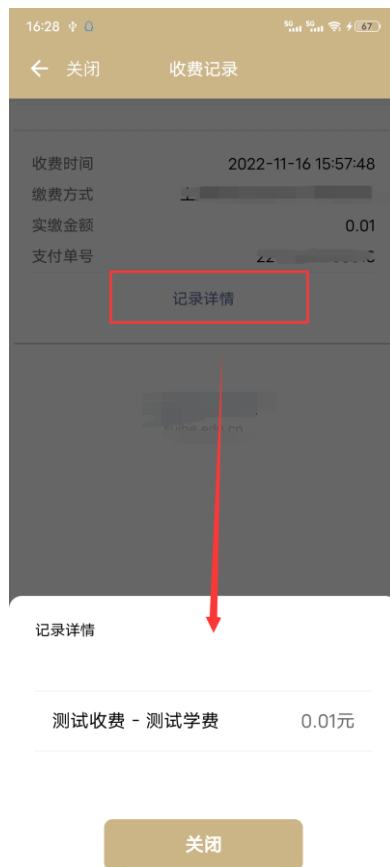 16:28
5G 5G 67
← 关闭 收费记录
收费时间 2022-11-16 15:57:48
缴费方式
实缴金额 0.01
支付单号
记录详情
记录详情
测试收费 - 测试学费 0.01元
关闭